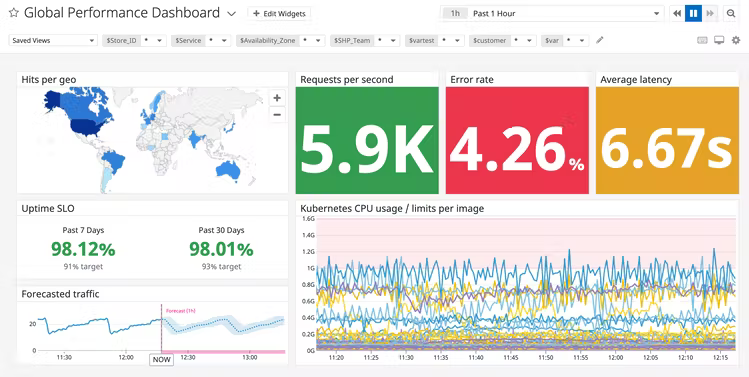 Global Performance Dashboard
+ Edit Widgets
1h Past 1 Hour
Saved Views
$Store_ID * $Service * $Availability_Zone * $SHP_Team * $vartest * $customer * $var *
Hits per geo
+
−
Requests per second
5.9K
Error rate
4.26%
Average latency
6.67s
Uptime SLO
Past 7 Days Past 30 Days
98.12% 98.01%
91% target 93% target
Forecasted traffic
Forecast (1h)
20
0
11:30 12:00 12:30 13:00
NOW
Kubernetes CPU usage / limits per image
1.6G
1.4G
1.2G
1G
0.8G
0.6G
0.4G
0.2G
0G
11:20 11:25 11:30 11:35 11:40 11:45 11:50 11:55 12:00 12:05 12:10 12:15